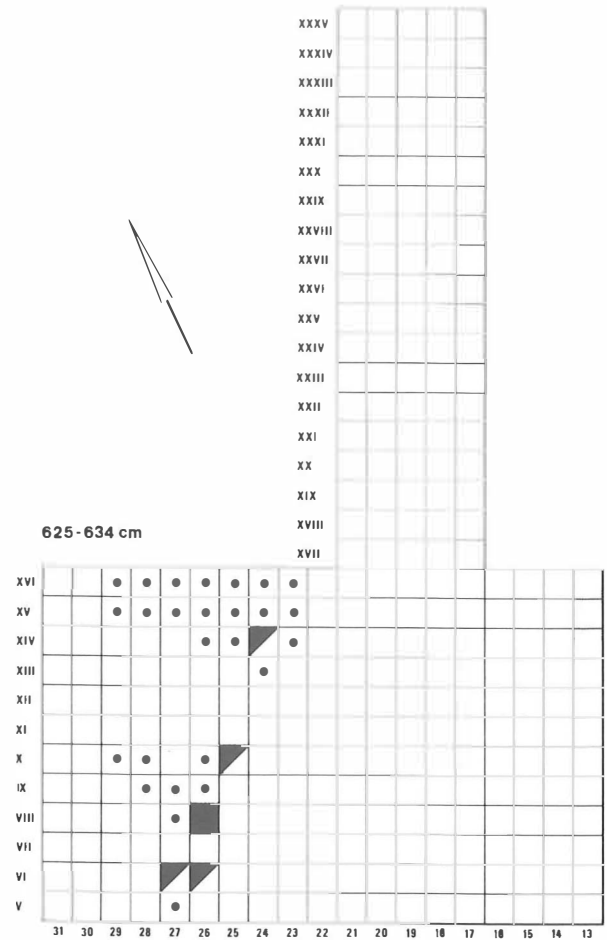 XXXV
XXXIV
XXXIII
XXXII
XXXI
XXX
XXIX
XXVIII
XXVII
XXVI
XXV
XXIV
XXIII
XXII
XXI
XX
XIX
XVIII
XVII
625-634 cm
XVI
XV
XIV
XIII
XII
XI
X
IX
VIII
VII
VI
V
31 30 29 28 27 26 25 24 23 22 21 20 19 18 17 16 15 14 13